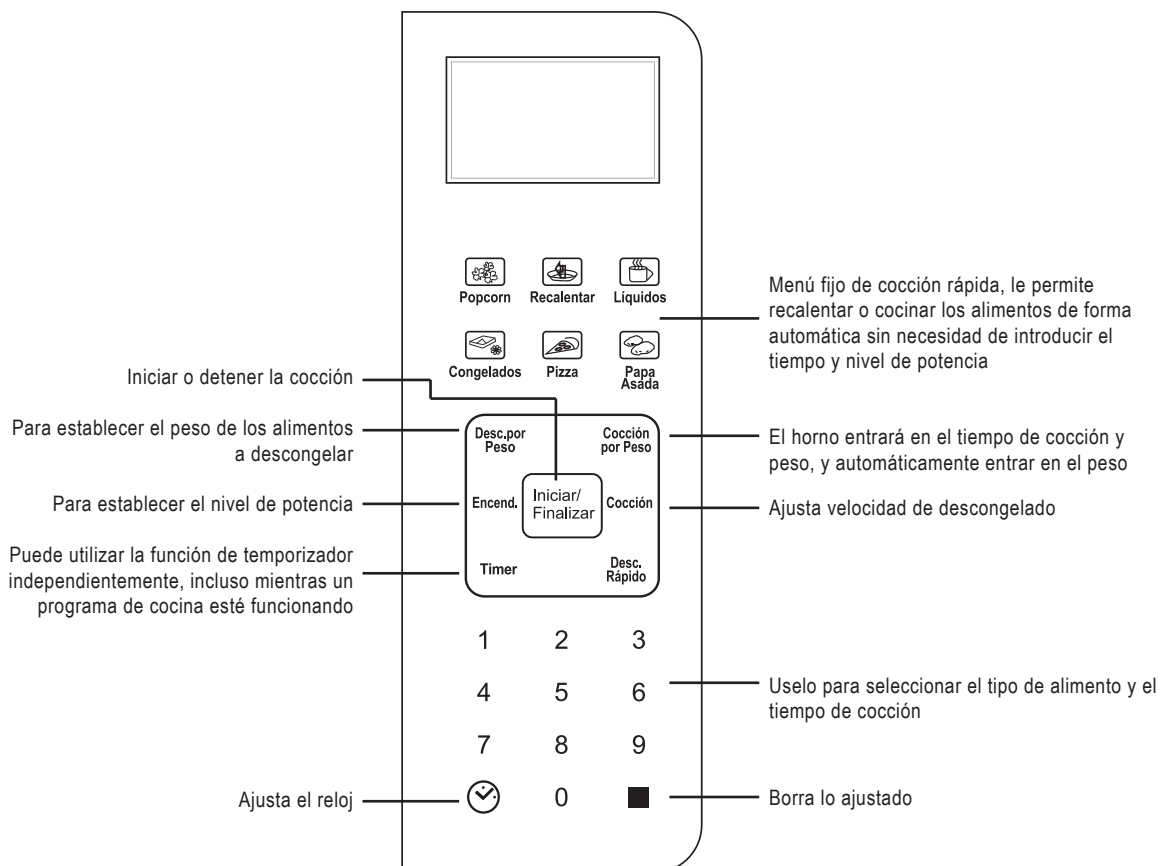 Popcorn
Recalentar
Líquidos
Congelados
Pizza
Papa
Asada
Menú fijo de cocción rápida, le permite
recalentar o cocinar los alimentos de forma
automática sin necesidad de introducir el
tiempo y nivel de potencia
Iniciar o detener la cocción
Para establecer el peso de los alimentos
a descongelar
Desc.por
Peso
Cocción
por Peso
El horno entrará en el tiempo de cocción y
peso, y automáticamente entrar en el peso
Para establecer el nivel de potencia
Encend.
Iniciar/
Finalizar
Cocción
Ajusta velocidad de descongelado
Puede utilizar la función de temporizador
independientemente, incluso mientras un
programa de cocina esté funcionando
Timer
Desc.
Rápido
1 2 3
4 5 6
7 8 9
0
Uselo para seleccionar el tipo de alimento y el
tiempo de cocción
Ajusta el reloj
Borra lo ajustado